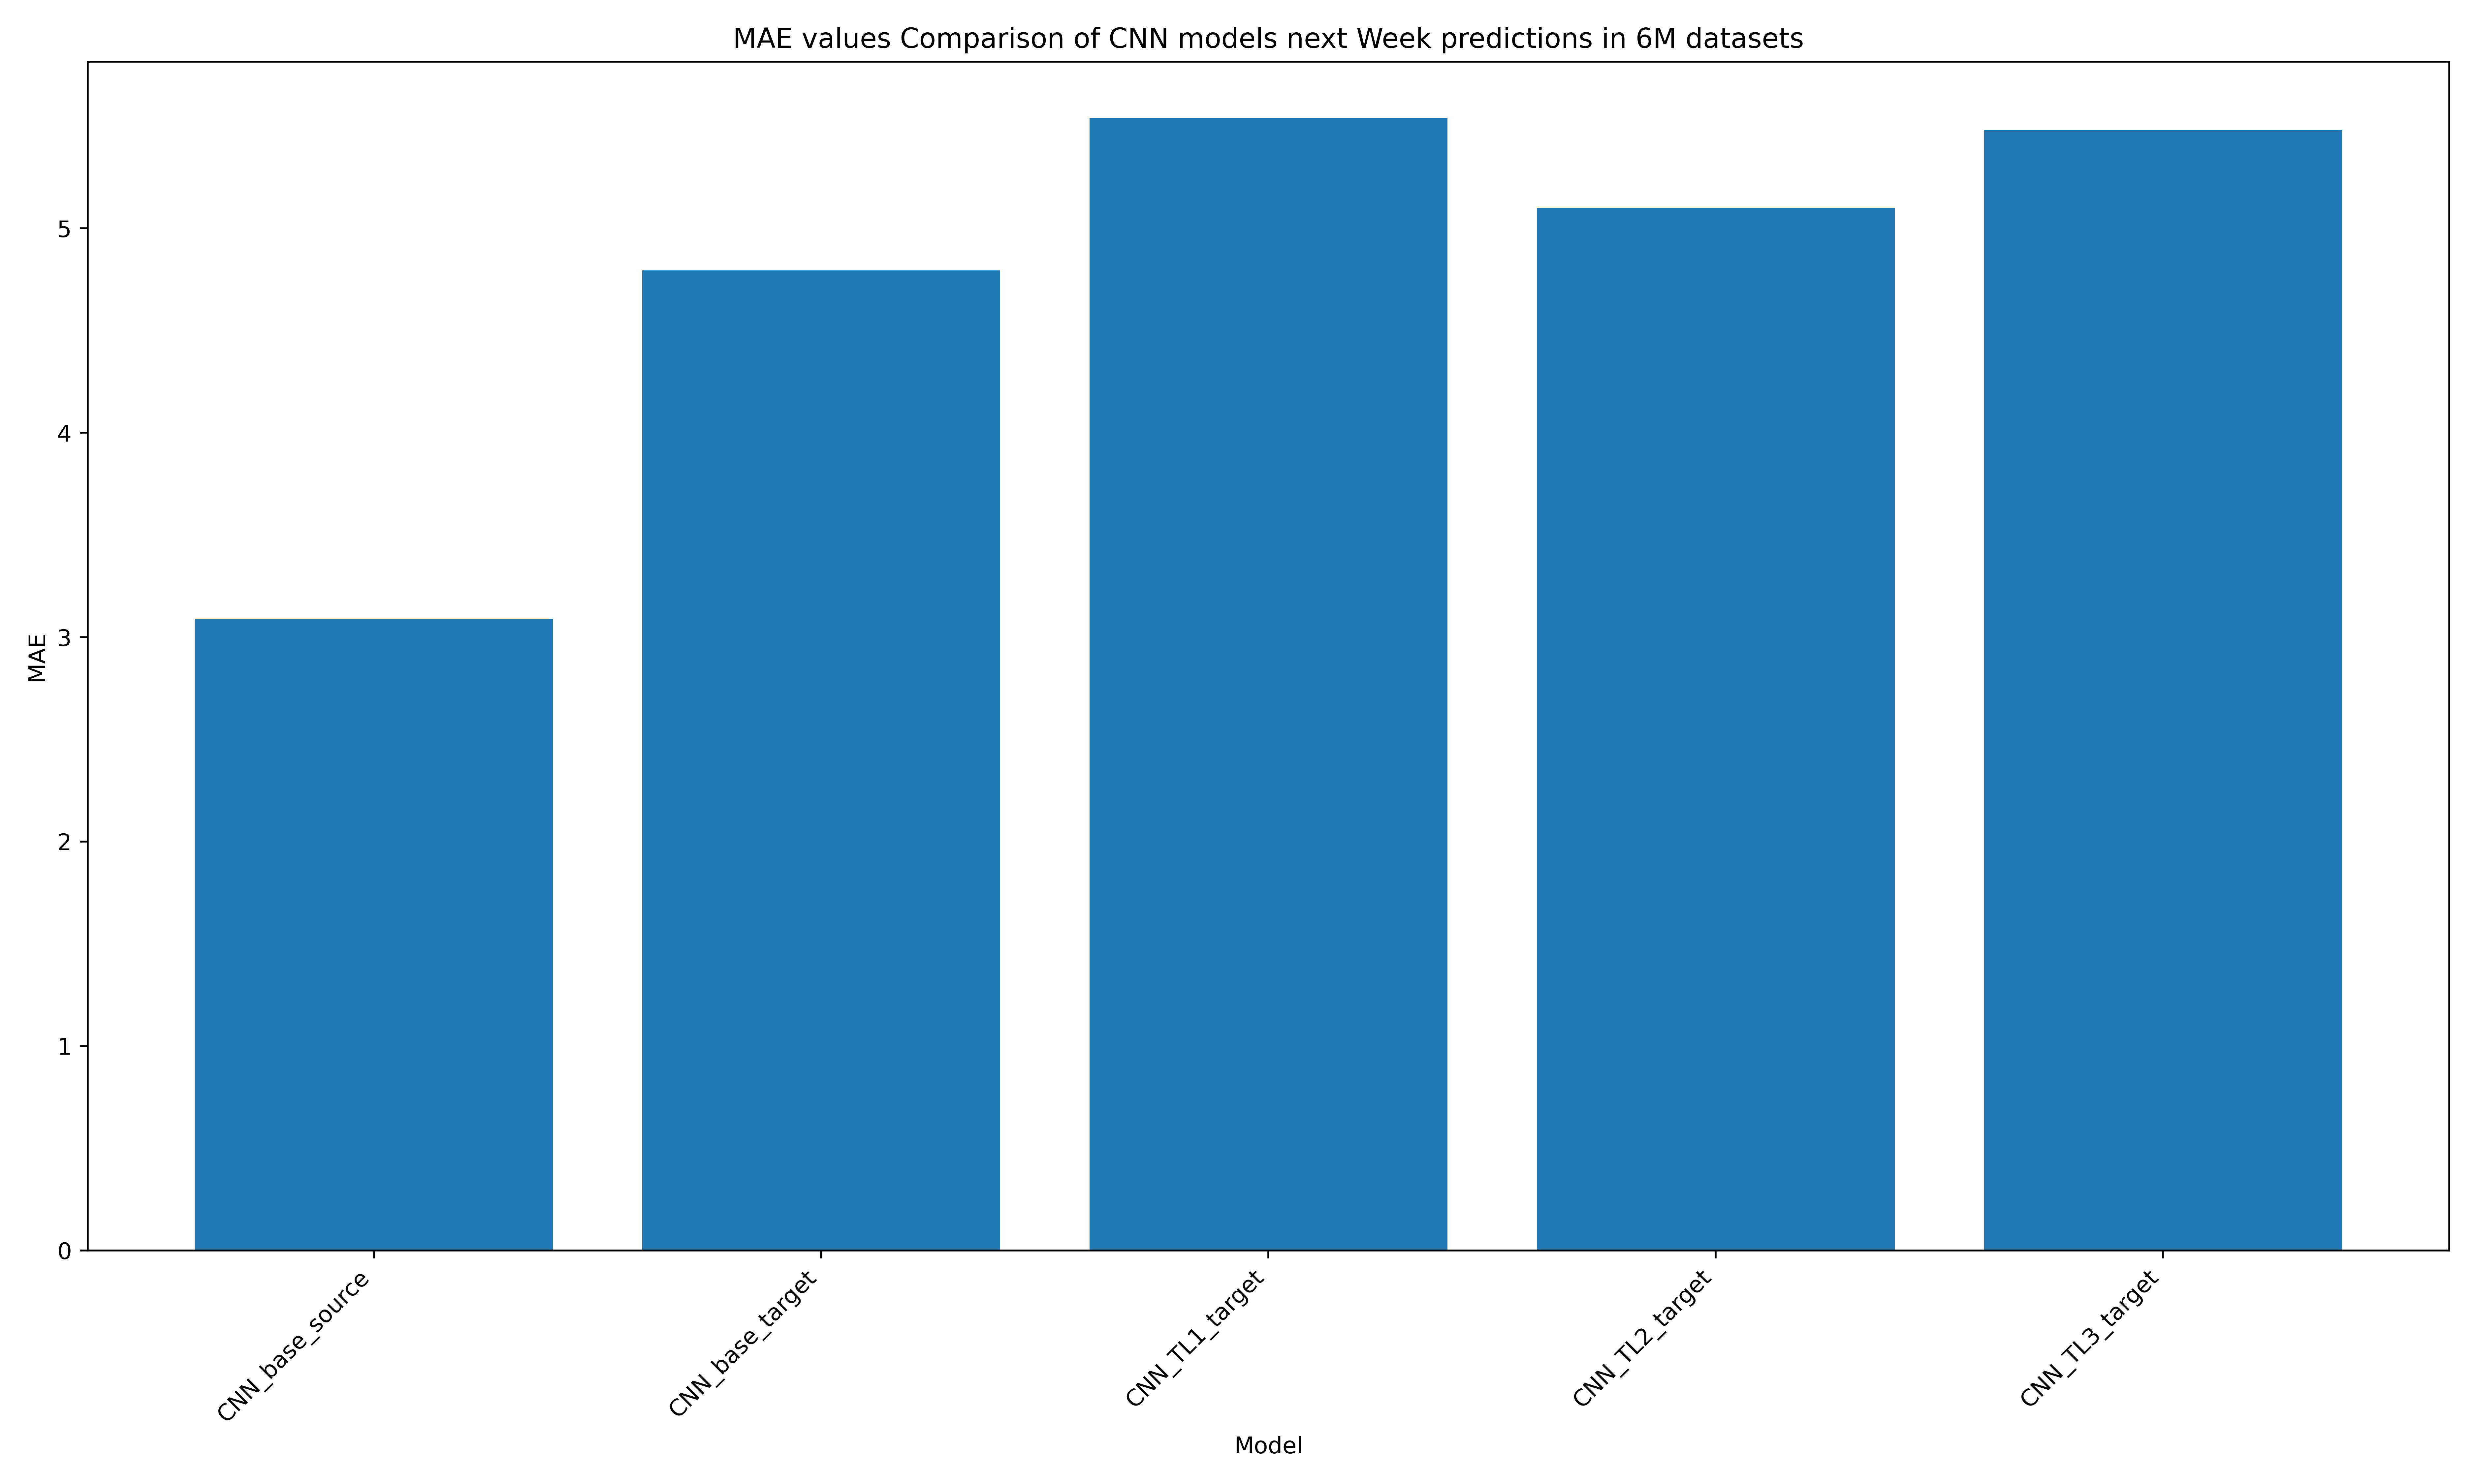 MAE values Comparison of CNN models next Week predictions in 6M datasets
MAE
5
4
3
2
1
0
CNN_base_source
CNN_base_target
CNN_TL1_target
CNN_TL2_target
CNN_TL3_target
Model